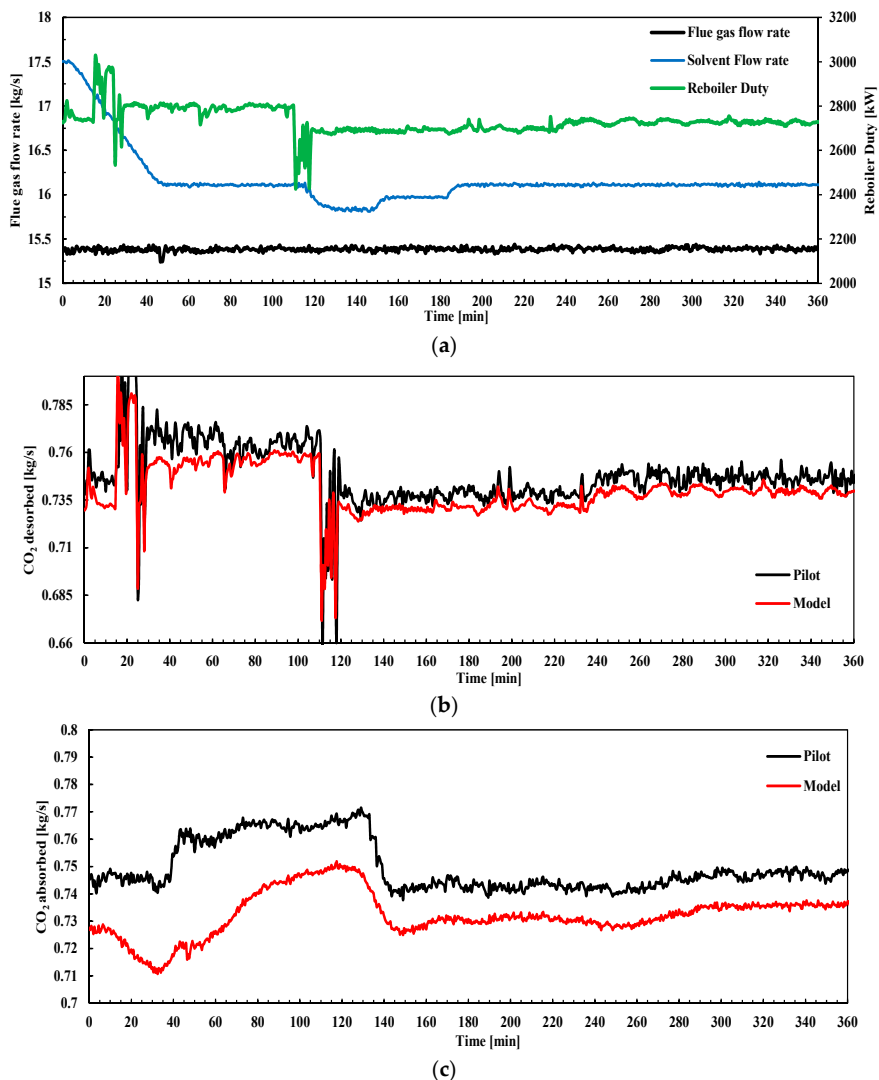 18
17.5
17
16.5
16
15.5
15
Flue gas flow rate [kg/s]
3200
3000
2800
2600
2400
2200
2000
Reboiler Duty [kW]
Flue gas flow rate
Solvent Flow rate
Reboiler Duty
0 20 40 60 80 100 120 140 160 180 200 220 240 260 280 300 320 340 360
Time [min]
(a)
0.785
0.76
0.735
0.71
0.685
0.66
CO2 desorbed [kg/s]
Pilot
Model
0 20 40 60 80 100 120 140 160 180 200 220 240 260 280 300 320 340 360
Time [min]
(b)
0.8
0.79
0.78
0.77
0.76
0.75
0.74
0.73
0.72
0.71
0.7
CO2 absorbed [kg/s]
Pilot
Model
0 20 40 60 80 100 120 140 160 180 200 220 240 260 280 300 320 340 360
Time [min]
(c)